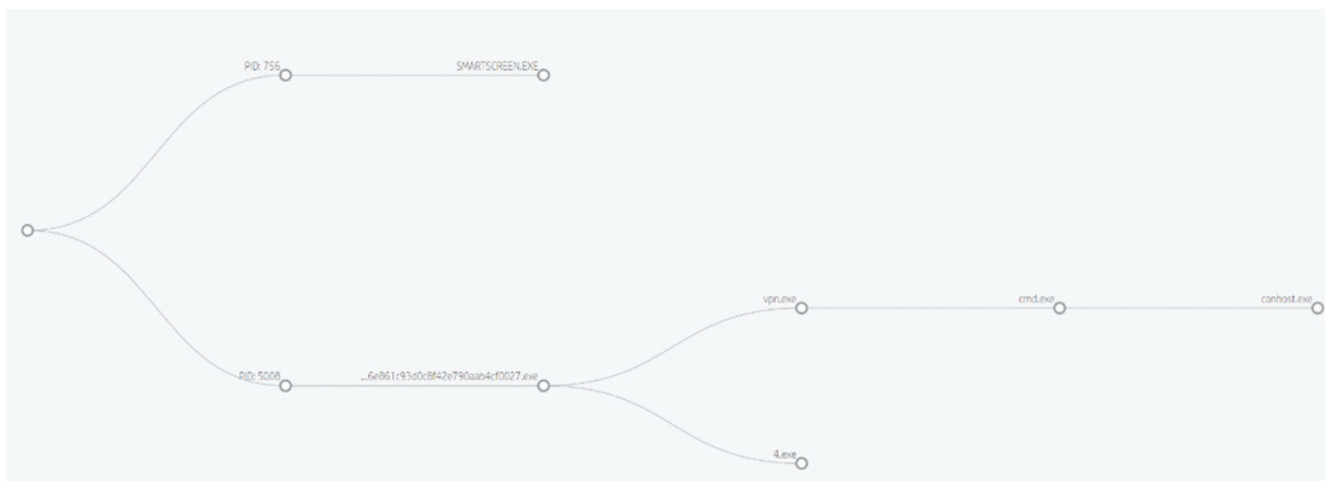 PID: 756
SMARTSCREEN.EXE
vpn.exe
cmd.exe
conhost.exe
PID: 5008
...6e861c93d0c8f42e790aab4cf0027.exe
4.exe